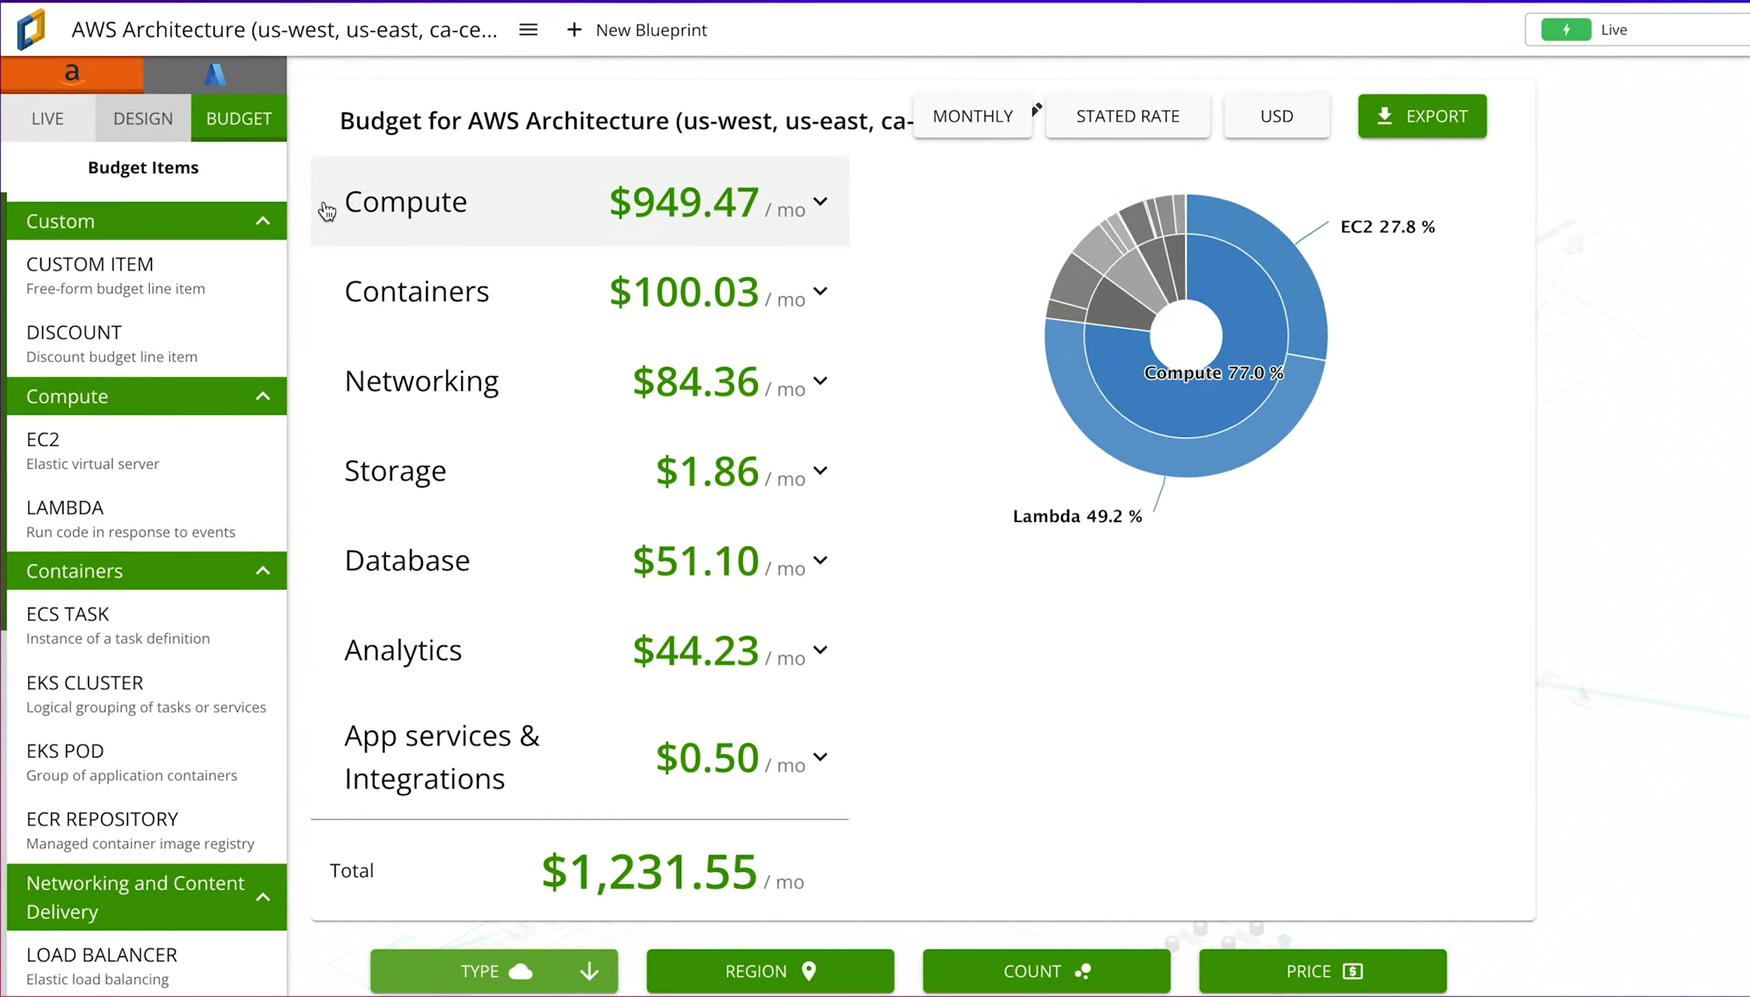 AWS Architecture (us-west, us-east, ca-ce...
New Blueprint
Live
a
LIVE
DESIGN
BUDGET
Budget Items
Custom
CUSTOM ITEM
Free-form budget line item
DISCOUNT
Discount budget line item
Compute
EC2
Elastic virtual server
LAMBDA
Run code in response to events
Containers
ECS TASK
Instance of a task definition
EKS CLUSTER
Logical grouping of tasks or services
EKS POD
Group of application containers
ECR REPOSITORY
Managed container image registry
Networking and Content
Delivery
LOAD BALANCER
Elastic load balancing
Budget for AWS Architecture (us-west, us-east, ca-
MONTHLY
STATED RATE
USD
EXPORT
Compute $949.47 / mo
Containers $100.03 / mo
Networking $84.36 / mo
Storage $1.86 / mo
Database $51.10 / mo
Analytics $44.23 / mo
App services &
Integrations $0.50 / mo
Total $1,231.55 / mo
EC2 27.8 %
Compute 77.0 %
Lambda 49.2 %
TYPE
REGION
COUNT
PRICE